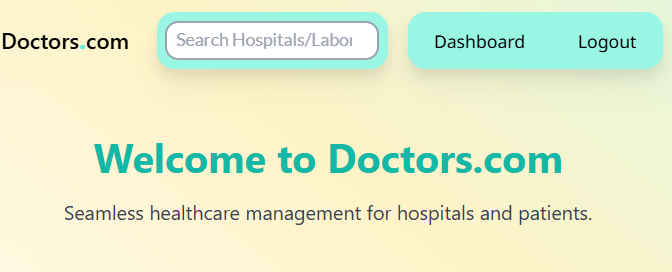 Doctors.com
Search Hospitals/Labor
Dashboard
Logout
Welcome to Doctors.com
Seamless healthcare management for hospitals and patients.